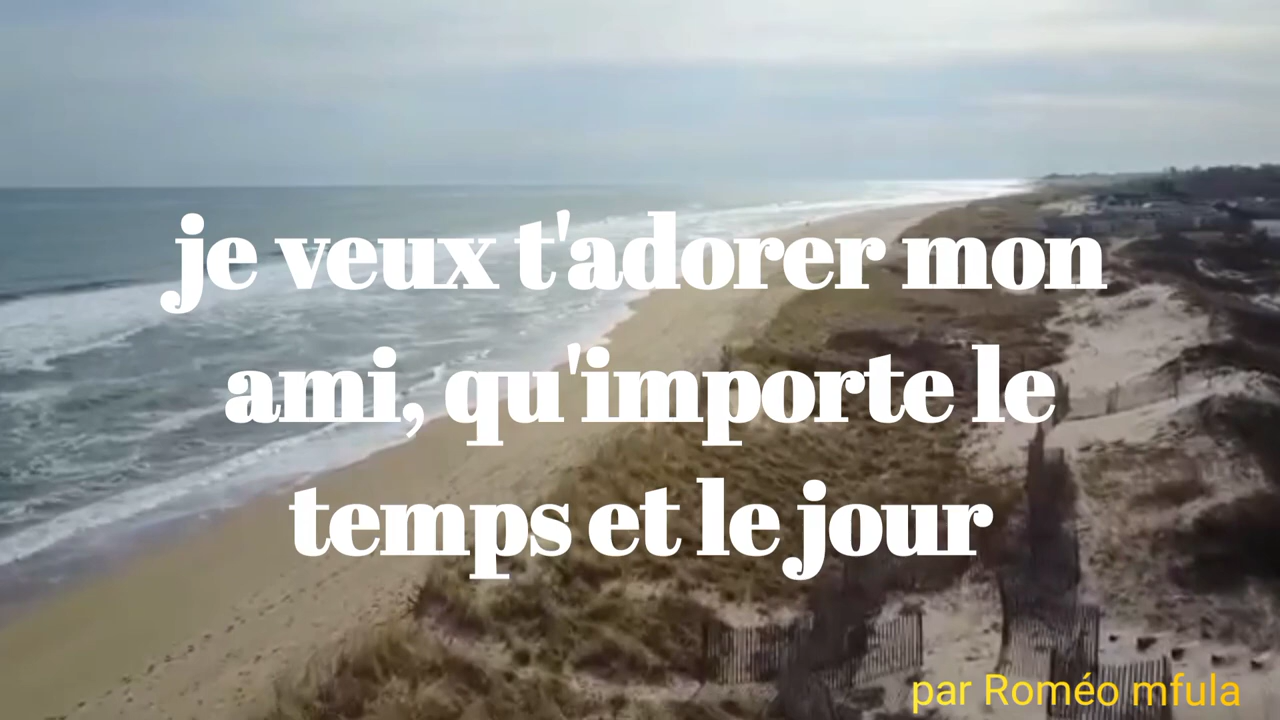 je veux t'adorer mon
ami, qu'importe le
temps et le jour
par Roméo mfula